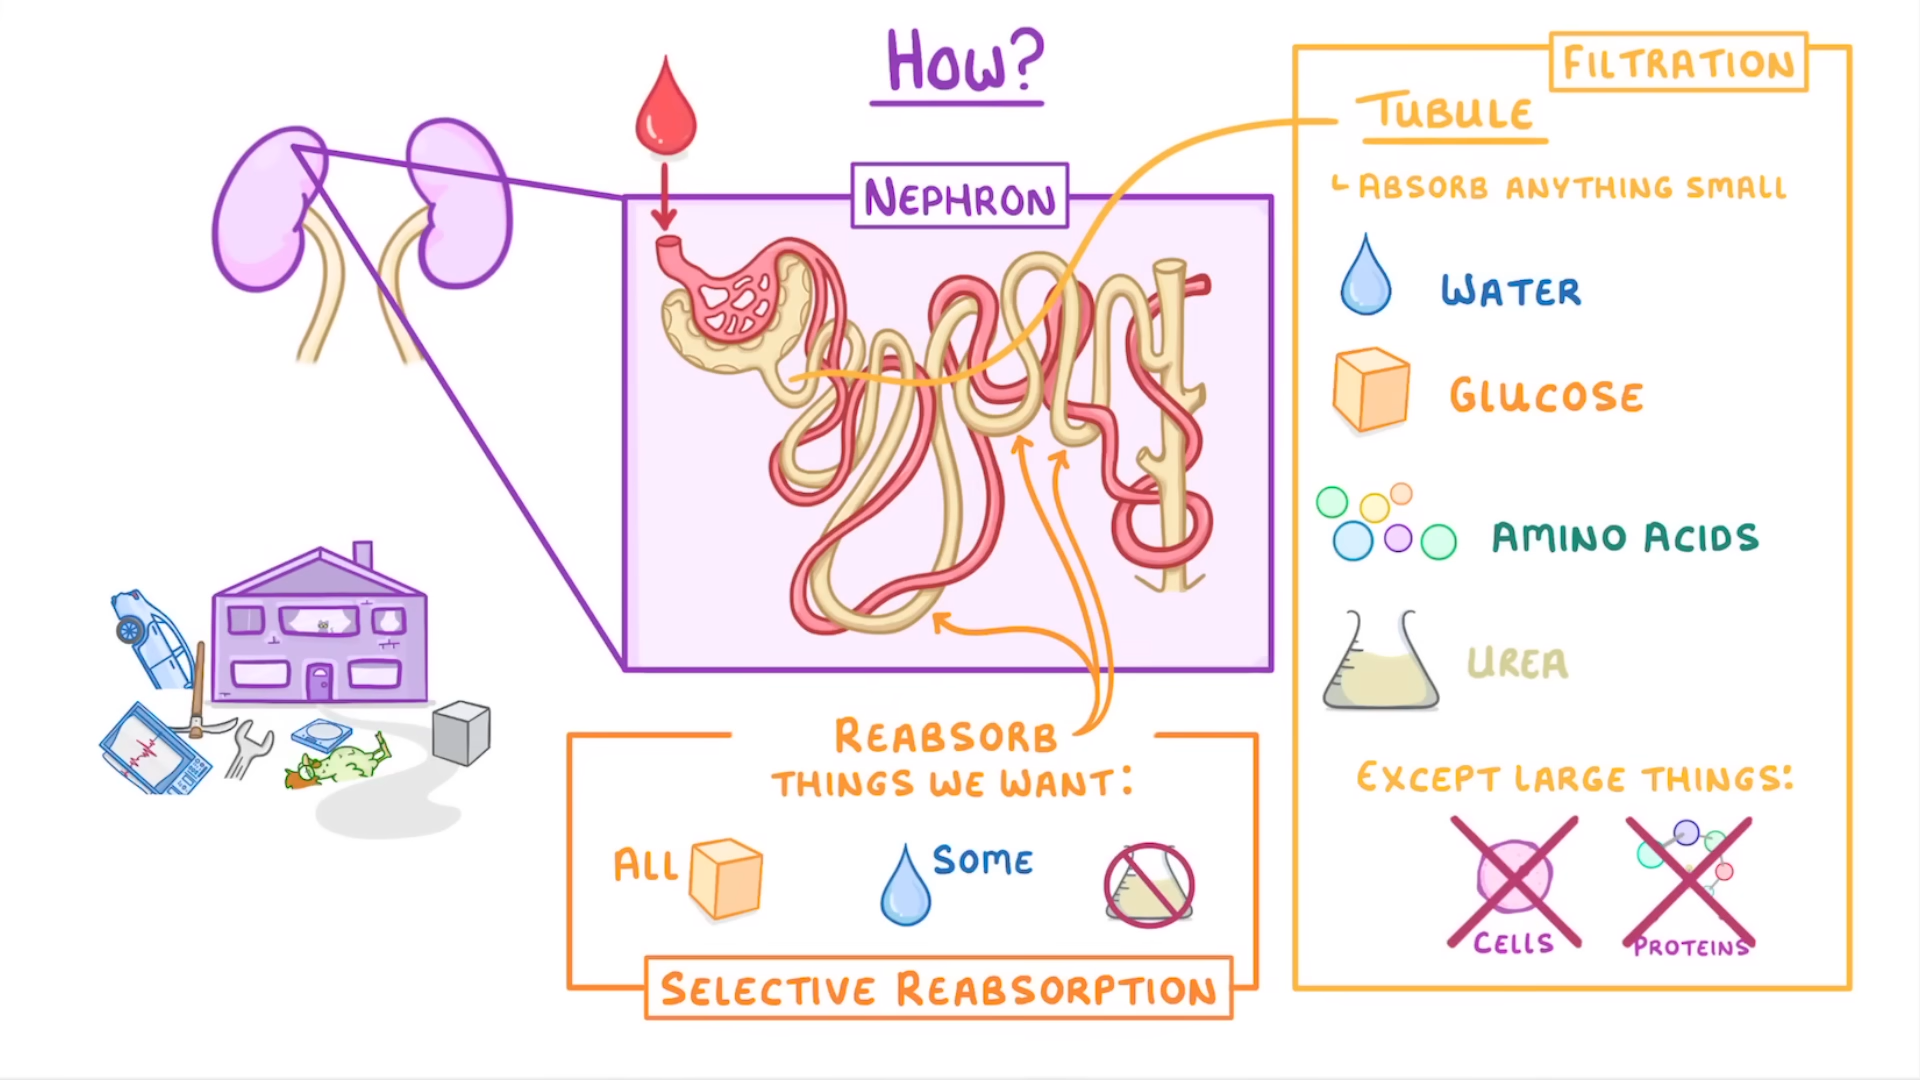 How?
NEPHRON
FILTRATION
TUBULE
ABSORB ANYTHING SMALL
WATER
GLUCOSE
AMINO ACIDS
UREA
EXCEPT LARGE THINGS:
CELLS
PROTEINS
REABSORB
THINGS WE WANT:
ALL
SOME
SELECTIVE REABSORPTION